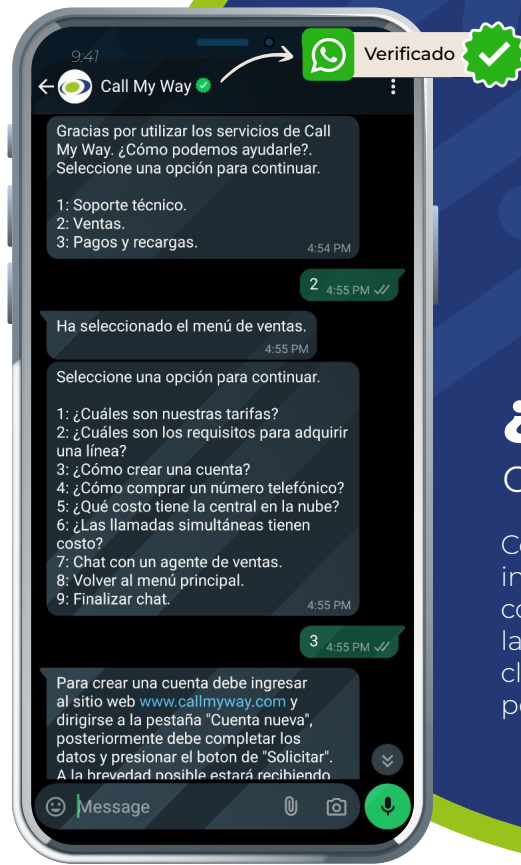 9:41
Verificado
Call My Way
Gracias por utilizar los servicios de Call
My Way. ¿Cómo podemos ayudarle?.
Seleccione una opción para continuar.
1: Soporte técnico.
2: Ventas.
3: Pagos y recargas.
4:54 PM
2 4:55 PM
Ha seleccionado el menú de ventas.
4:55 PM
Seleccione una opción para continuar.
1: ¿Cuáles son nuestras tarifas?
2: ¿Cuáles son los requisitos para adquirir
una línea?
3: ¿Cómo crear una cuenta?
4: ¿Cómo comprar un número telefónico?
5: ¿Qué costo tiene la central en la nube?
6: ¿Las llamadas simultáneas tienen
costo?
7: Chat con un agente de ventas.
8: Volver al menú principal.
9: Finalizar chat.
4:55 PM
3 4:55 PM
Para crear una cuenta debe ingresar
al sitio web www.callmyway.com y
dirigirse a la pestaña "Cuenta nueva",
posteriormente debe completar los
datos y presionar el boton de "Solicitar".
A la brevedad posible estará recibiendo
Message
¿